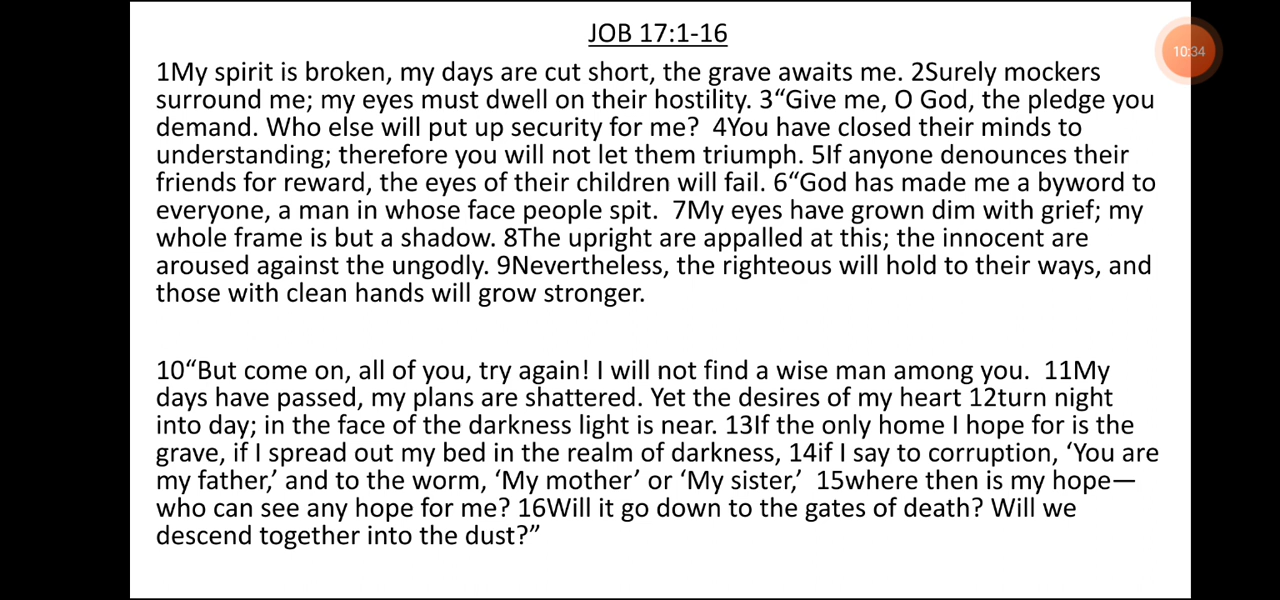 JOB 17:1-16
10:34
1My spirit is broken, my days are cut short, the grave awaits me. 2Surely mockers
surround me; my eyes must dwell on their hostility. 3“Give me, O God, the pledge you
demand. Who else will put up security for me?  4You have closed their minds to
understanding; therefore you will not let them triumph. 5If anyone denounces their
friends for reward, the eyes of their children will fail. 6“God has made me a byword to
everyone, a man in whose face people spit.  7My eyes have grown dim with grief; my
whole frame is but a shadow. 8The upright are appalled at this; the innocent are
aroused against the ungodly. 9Nevertheless, the righteous will hold to their ways, and
those with clean hands will grow stronger.
10“But come on, all of you, try again! I will not find a wise man among you.  11My
days have passed, my plans are shattered. Yet the desires of my heart 12turn night
into day; in the face of the darkness light is near. 13If the only home I hope for is the
grave, if I spread out my bed in the realm of darkness, 14if I say to corruption, ‘You are
my father,’ and to the worm, ‘My mother’ or ‘My sister,’  15where then is my hope—
who can see any hope for me? 16Will it go down to the gates of death? Will we
descend together into the dust?”